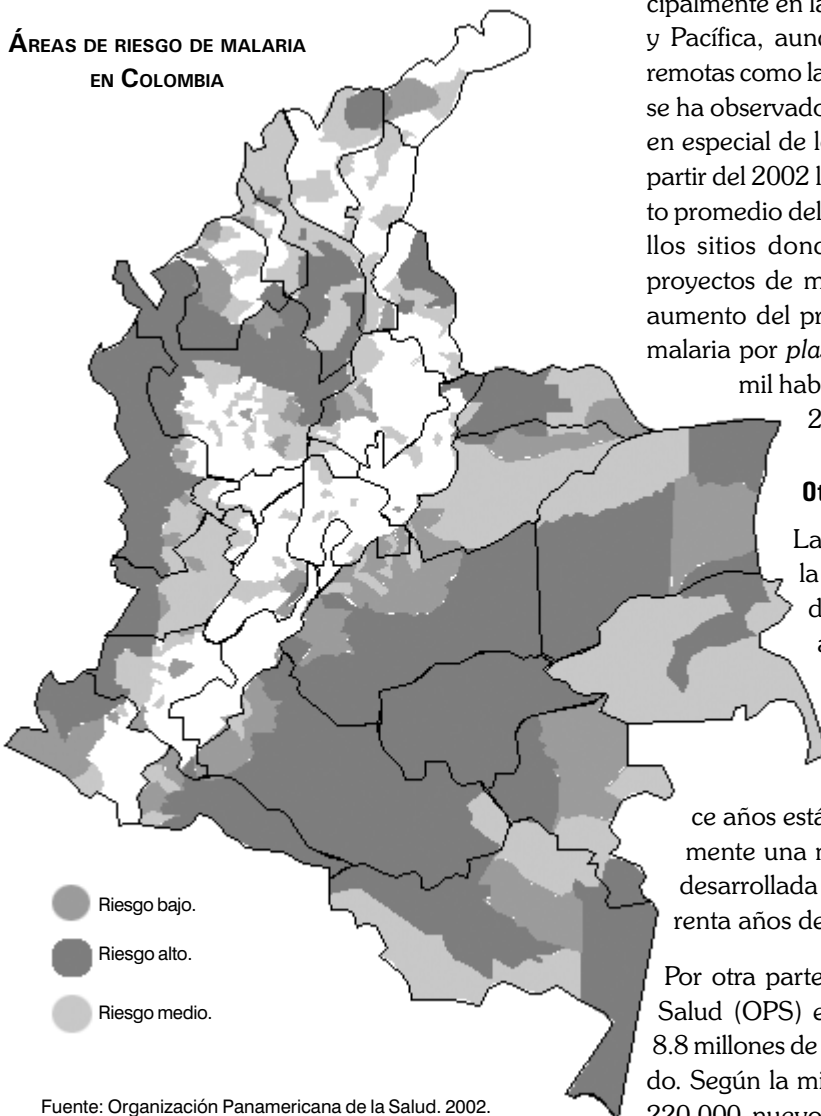 ÁREAS DE RIESGO DE MALARIA
EN COLOMBIA
Riesgo bajo.
Riesgo alto.
Riesgo medio.
Fuente: Organización Panamericana de la Salud. 2002.
cipalmente en la
y Pacífica, aunq
remotas como la
se ha observado
en especial de l
partir del 2002 l
to promedio del
llos sitios donc
proyectos de m
aumento del pr
malaria por pla
mil hab
2
Ot
La
la
d
a
ce años está
mente una r
desarrollada
renta años de
Por otra parte
Salud (OPS) e
8.8 millones de
do. Según la mi
220.000 nuevo